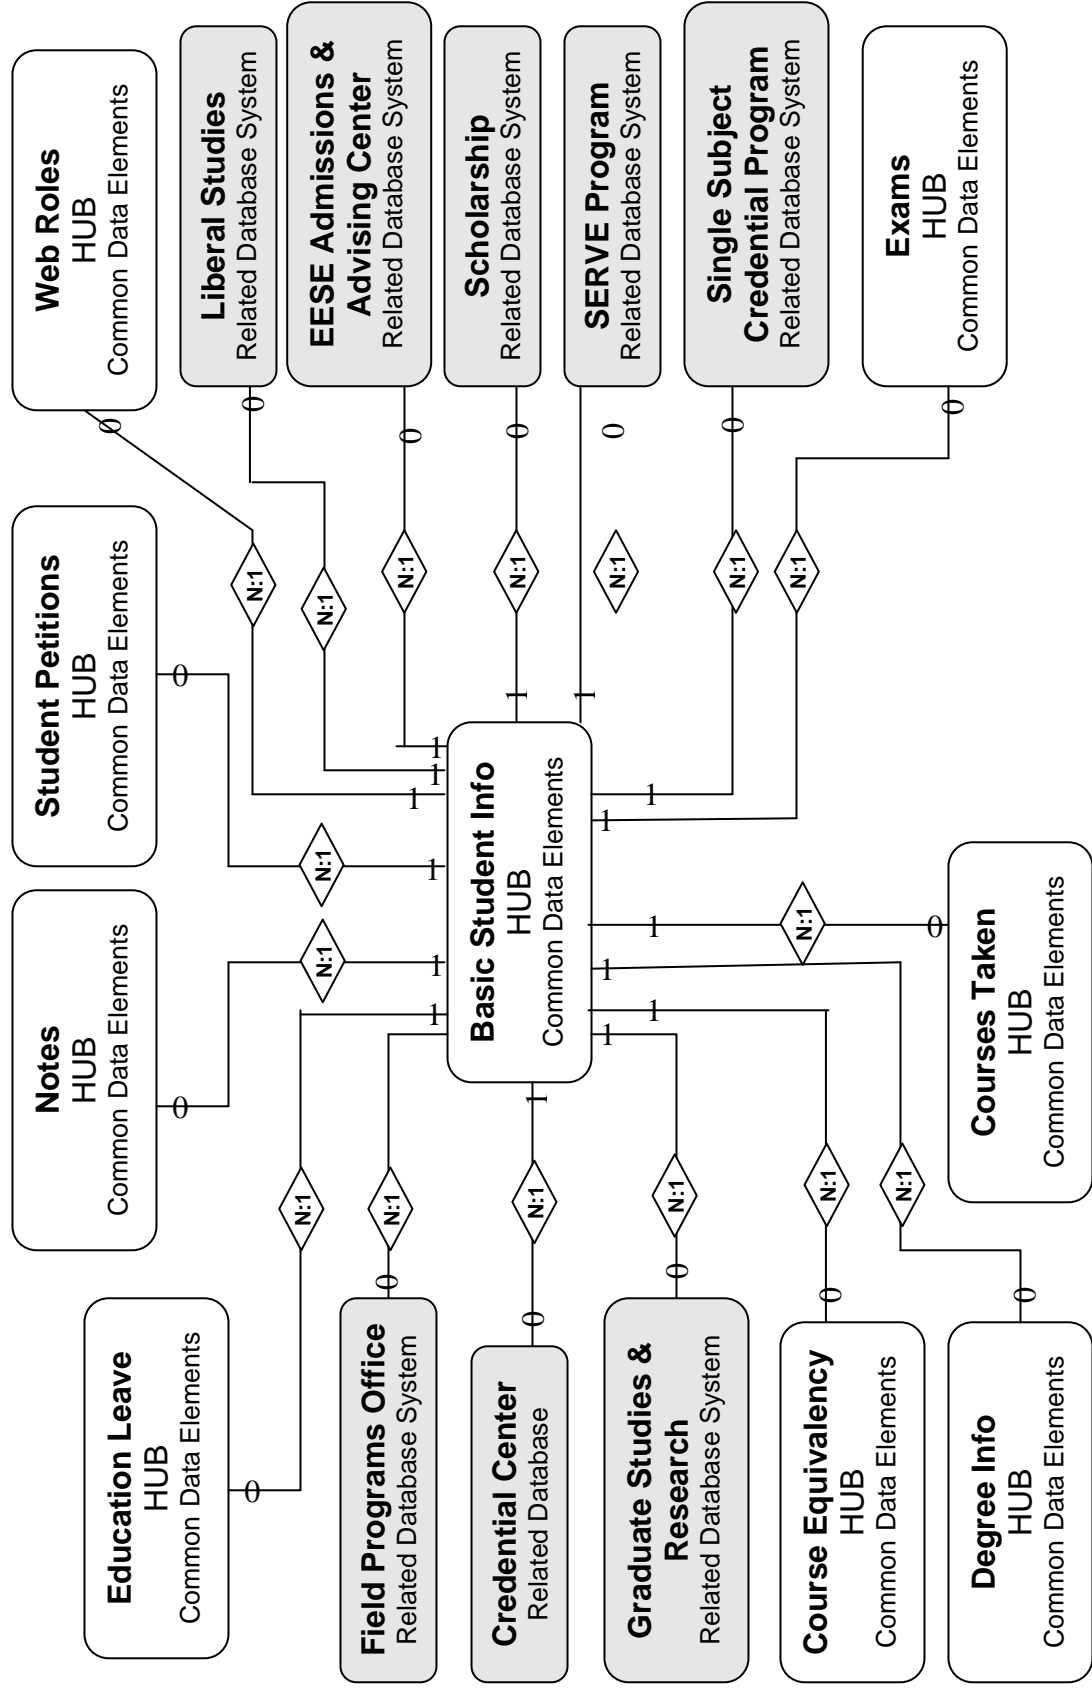 Education Leave
HUB
Common Data Elements
0
N:1
1
Notes
HUB
Common Data Elements
0
N:1
1
Student Petitions
HUB
Common Data Elements
0
N:1
1
Web Roles
HUB
Common Data Elements
0
N:1
1
Field Programs Office
Related Database System
0
N:1
1
Liberal Studies
Related Database System
0
N:1
1
EESE Admissions &
Advising Center
Related Database System
0
N:1
1
Credential Center
Related Database
0
N:1
1
Basic Student Info
HUB
Common Data Elements
1
N:1
0
Scholarship
Related Database System
1
N:1
0
SERVE Program
Related Database System
Graduate Studies &
Research
Related Database System
0
N:1
1
1
N:1
0
Single Subject
Credential Program
Related Database System
Course Equivalency
HUB
Common Data Elements
0
N:1
1
1
N:1
0
Exams
HUB
Common Data Elements
Degree Info
HUB
Common Data Elements
0
N:1
1
1
N:1
0
Courses Taken
HUB
Common Data Elements